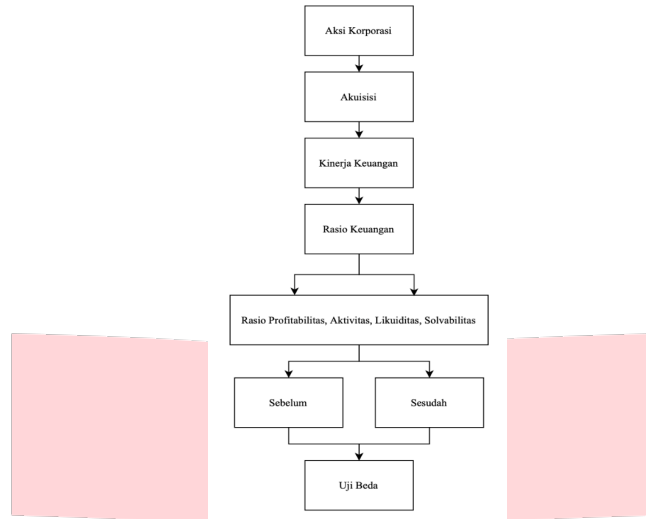 Aksi Korporasi
Akuisisi
Kinerja Keuangan
Rasio Keuangan
Rasio Profitabilitas, Aktivitas, Likuiditas, Solvabilitas
Sebelum
Sesudah
Uji Beda